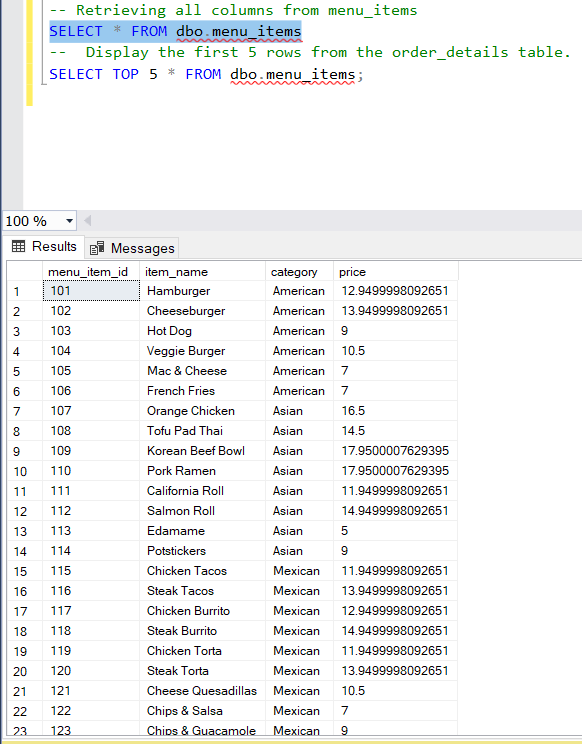 -- Retrieving all columns from menu_items
SELECT * FROM dbo.menu_items
--  Display the first 5 rows from the order_details table.
SELECT TOP 5 * FROM dbo.menu_items;
100 %
Results Messages
menu_item_id item_name category price
1 101 Hamburger American 12.9499998092651
2 102 Cheeseburger American 13.9499998092651
3 103 Hot Dog American 9
4 104 Veggie Burger American 10.5
5 105 Mac & Cheese American 7
6 106 French Fries American 7
7 107 Orange Chicken Asian 16.5
8 108 Tofu Pad Thai Asian 14.5
9 109 Korean Beef Bowl Asian 17.9500007629395
10 110 Pork Ramen Asian 17.9500007629395
11 111 California Roll Asian 11.9499998092651
12 112 Salmon Roll Asian 14.9499998092651
13 113 Edamame Asian 5
14 114 Potstickers Asian 9
15 115 Chicken Tacos Mexican 11.9499998092651
16 116 Steak Tacos Mexican 13.9499998092651
17 117 Chicken Burrito Mexican 12.9499998092651
18 118 Steak Burrito Mexican 14.9499998092651
19 119 Chicken Torta Mexican 11.9499998092651
20 120 Steak Torta Mexican 13.9499998092651
21 121 Cheese Quesadillas Mexican 10.5
22 122 Chips & Salsa Mexican 7
23 123 Chips & Guacamole Mexican 9